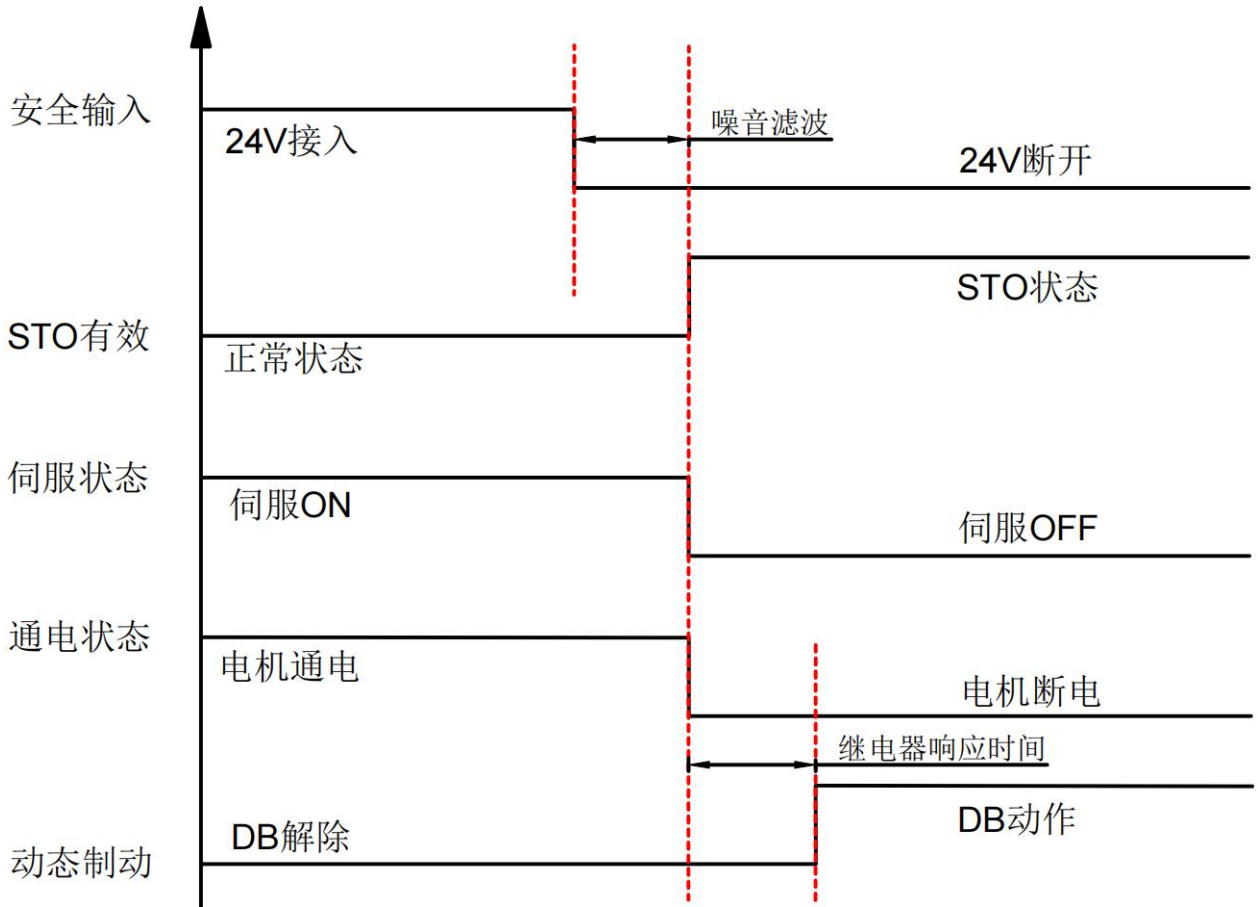 安全输入
24V接入
噪音滤波
24V断开
STO有效
正常状态
STO状态
伺服状态
伺服ON
伺服OFF
通电状态
电机通电
电机断电
继电器响应时间
动态制动
DB解除
DB动作